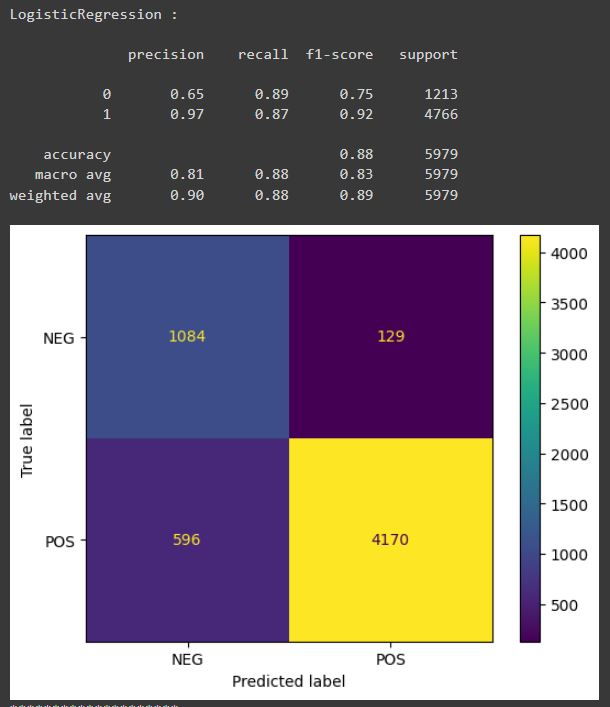 LogisticRegression :
precision recall f1-score support
0 0.65 0.89 0.75 1213
1 0.97 0.87 0.92 4766
accuracy 0.88 5979
macro avg 0.81 0.88 0.83 5979
weighted avg 0.90 0.88 0.89 5979
4000
3500
NEG 1084 129
3000
2500
True label
2000
1500
POS 596 4170
1000
500
NEG POS
Predicted label